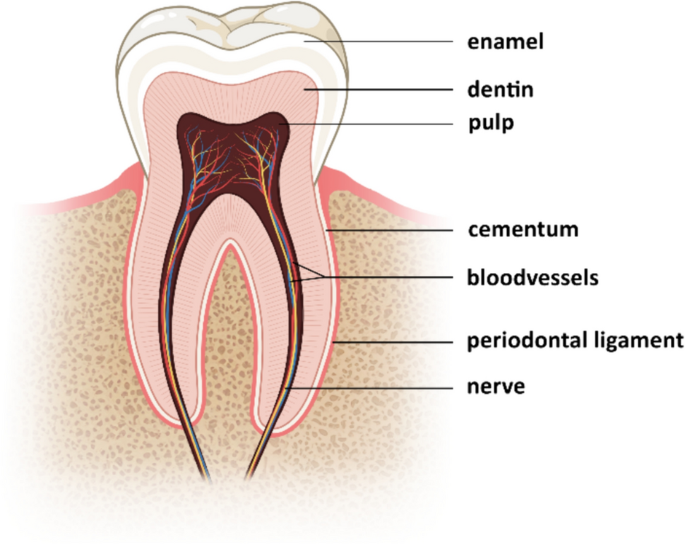 enamel
dentin
pulp
cementum
bloodvessels
periodontal ligament
nerve